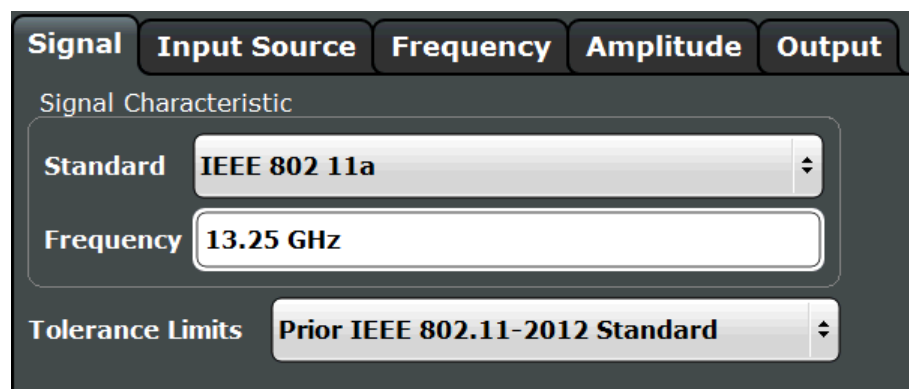 Signal Input Source Frequency Amplitude Output
Signal Characteristic
Standard IEEE 802 11a
Frequency 13.25 GHz
Tolerance Limits Prior IEEE 802.11-2012 Standard